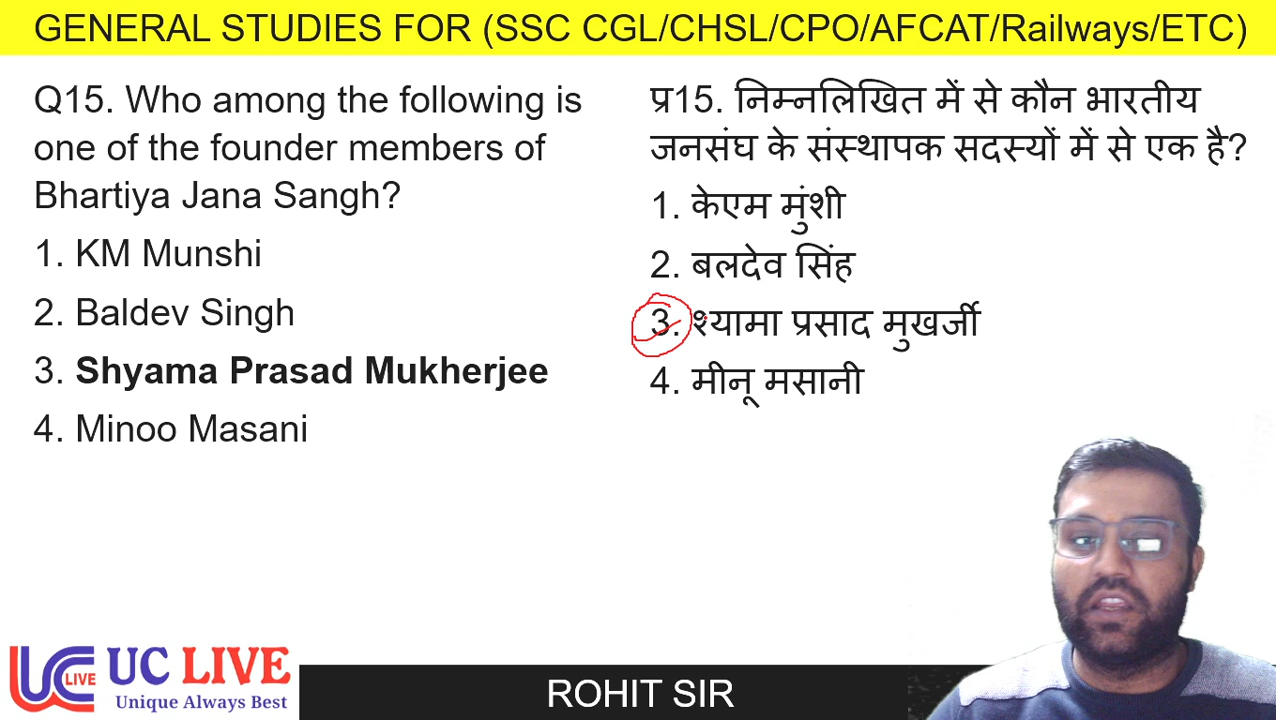 GENERAL STUDIES FOR (SSC CGL/CHSL/CPO/AFCAT/Railways/ETC)
Q15. Who among the following is
one of the founder members of
Bhartiya Jana Sangh?
1. KM Munshi
2. Baldev Singh
3. Shyama Prasad Mukherjee
4. Minoo Masani
प्र15. निम्नलिखित में से कौन भारतीय
जनसंघ के संस्थापक सदस्यों में से एक है?
1. केएम मुंशी
2. बलदेव सिंह
3. श्यामा प्रसाद मुखर्जी
4. मीनू मसानी
UC LIVE UC LIVE
Unique Always Best
ROHIT SIR